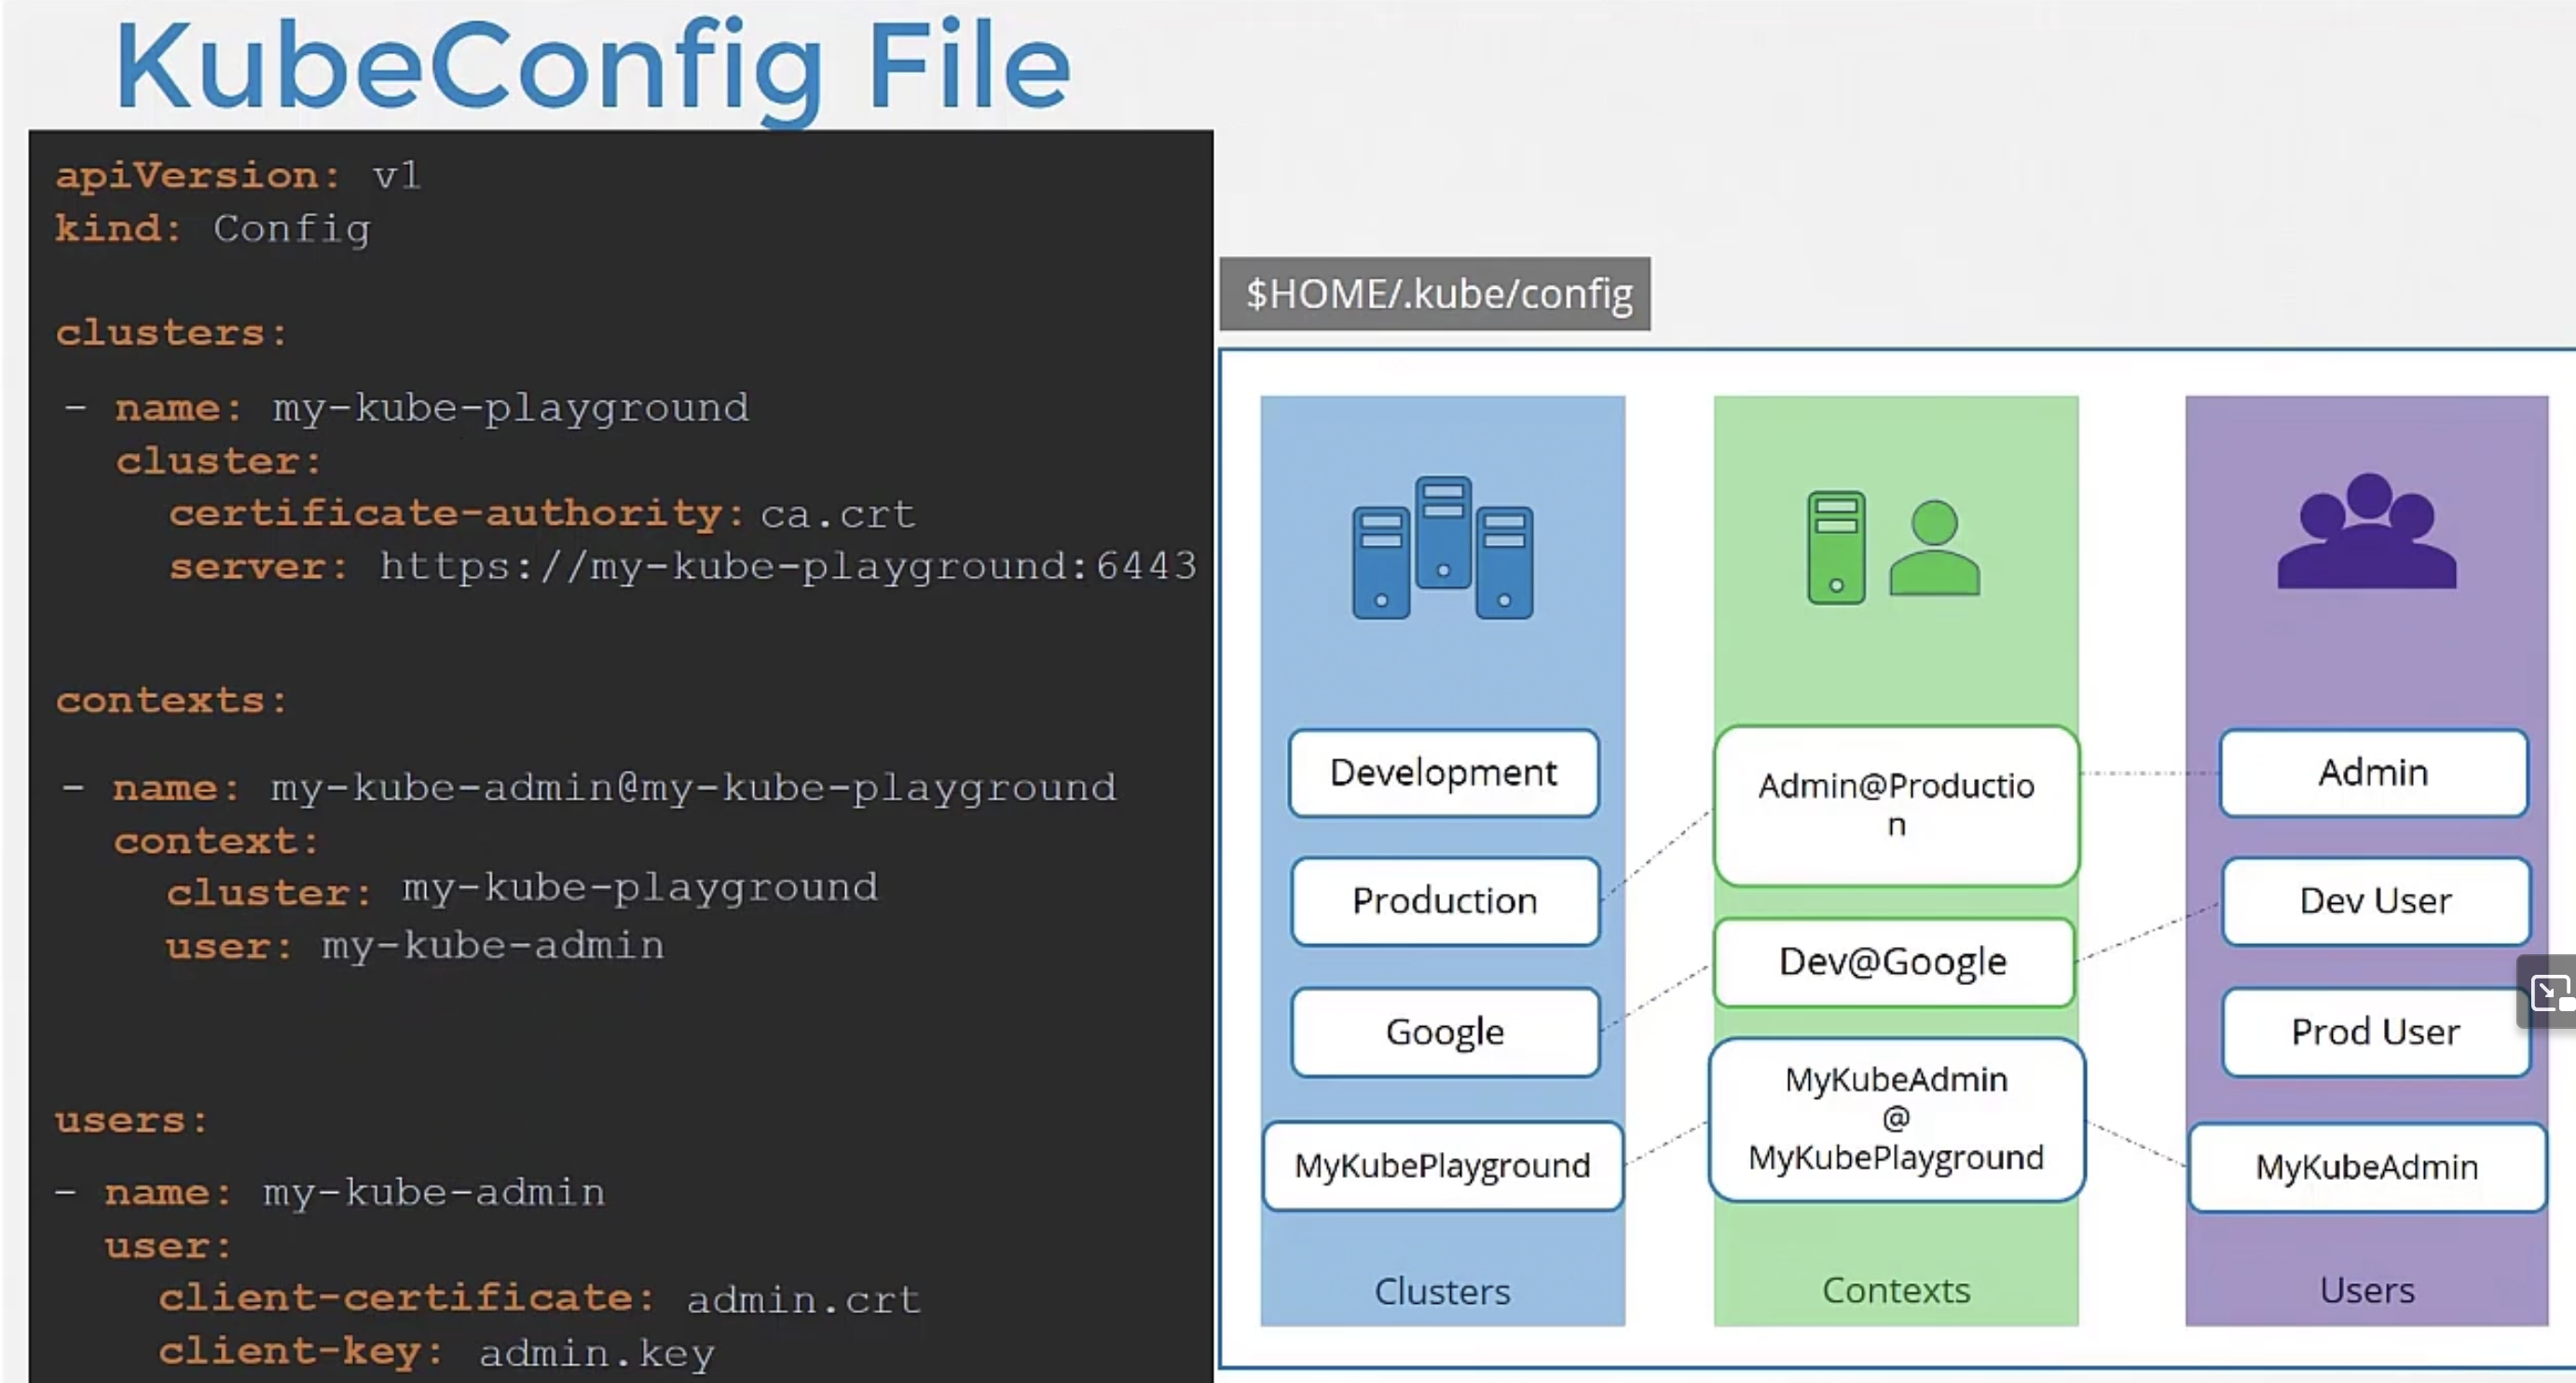 KubeConfig File
apiVersion: v1
kind: Config
clusters:
- name: my-kube-playground
cluster:
certificate-authority: ca.crt
server: https://my-kube-playground:6443
contexts:
- name: my-kube-admin@my-kube-playground
context:
cluster: my-kube-playground
user: my-kube-admin
users:
- name: my-kube-admin
user:
client-certificate: admin.crt
client-key: admin.key
$HOME/.kube/config
Development
Production
Google
MyKubePlayground
Clusters
Admin@Productio
n
Dev@Google
MyKubeAdmin
@
MyKubePlayground
Contexts
Admin
Dev User
Prod User
MyKubeAdmin
Users